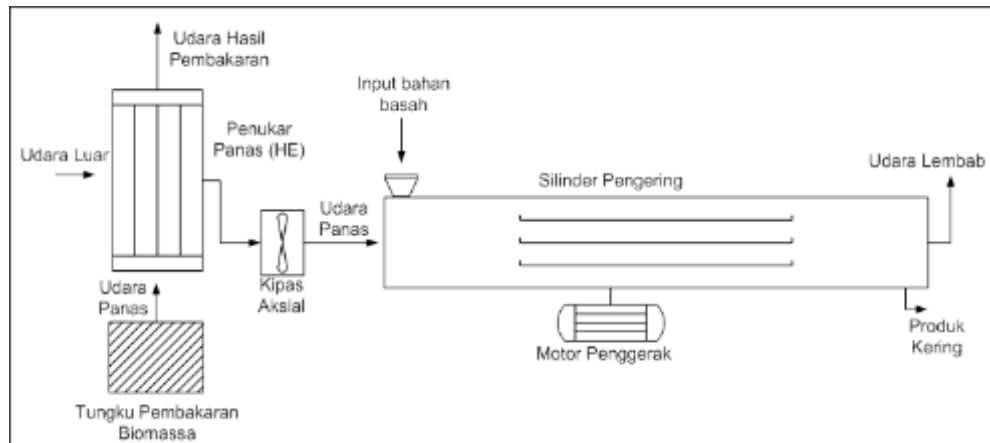 Udara Hasil
Pembakaran
Input bahan
basah
Penukar
Panas (HE)
Udara Luar
Udara Lembab
Silinder Pengering
Udara
Panas
Udara
Panas
Kipas
Aksial
Motor Penggerak
Produk
Kering
Tungku Pembakaran
Biomassa